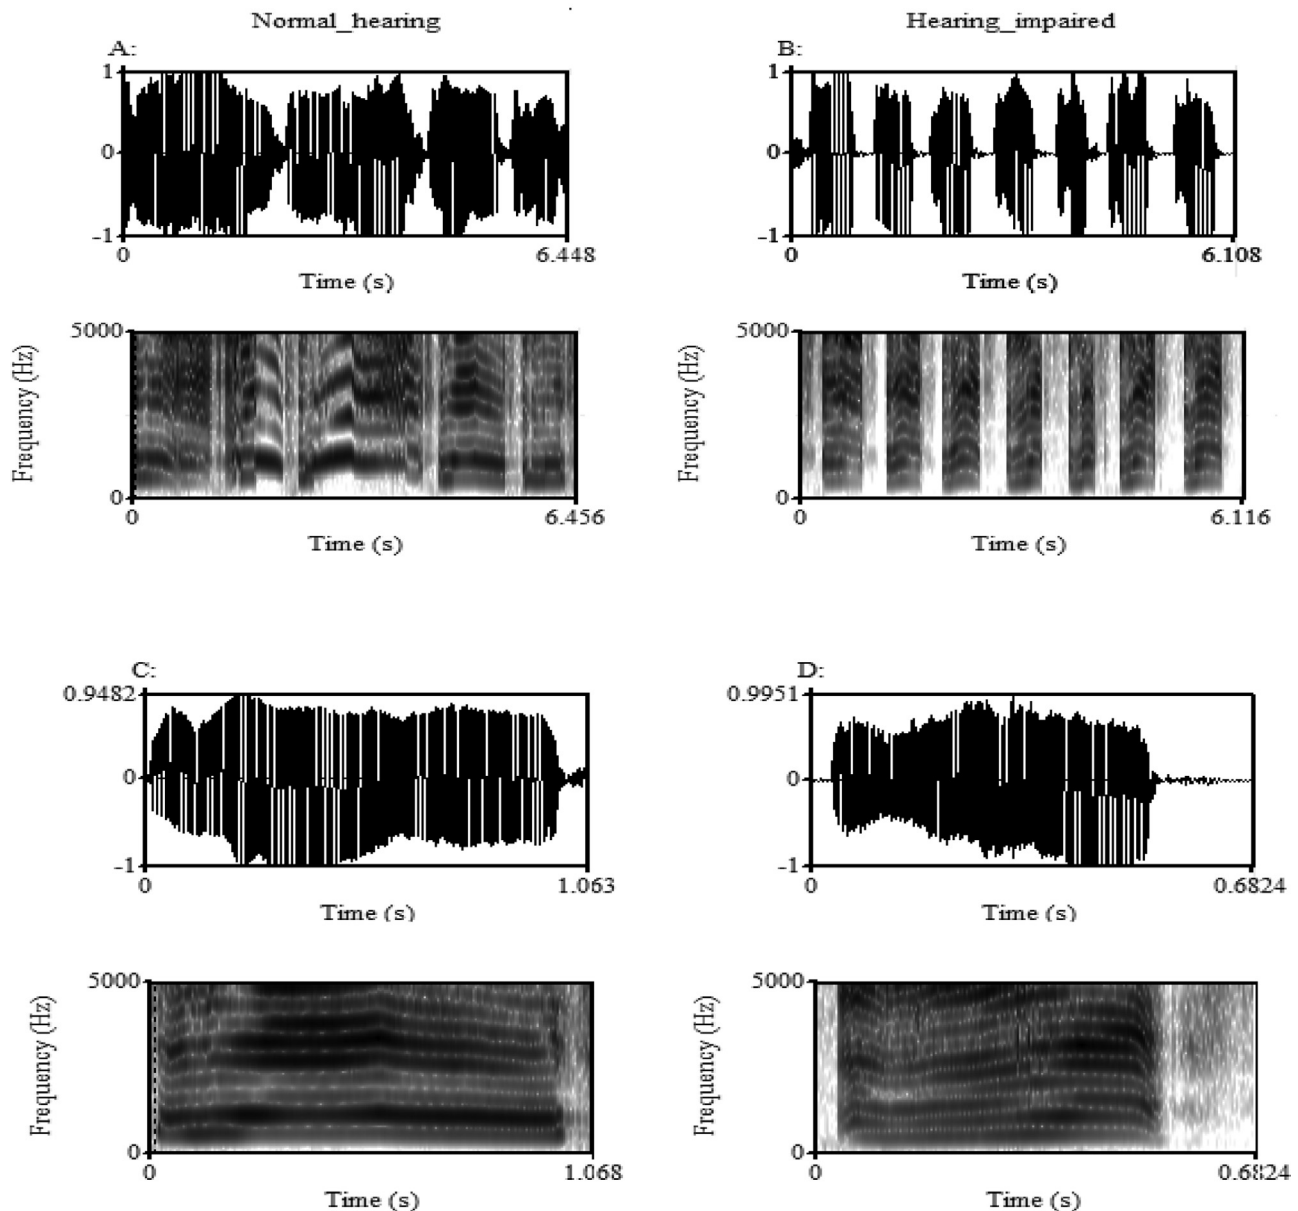 Normal_hearing
Hearing_impaired
A:
1
0
-1
0
6.448
Time (s)
B:
1
0
-1
0
6.108
Time (s)
Frequency (Hz)
5000
0
0
6.456
Time (s)
Frequency (Hz)
5000
0
0
6.116
Time (s)
C:
0.9482
0
-1
0
1.063
Time (s)
D:
0.9951
0
-1
0
0.6824
Time (s)
Frequency (Hz)
5000
0
0
1.068
Time (s)
Frequency (Hz)
5000
0
0
0.6824
Time (s)